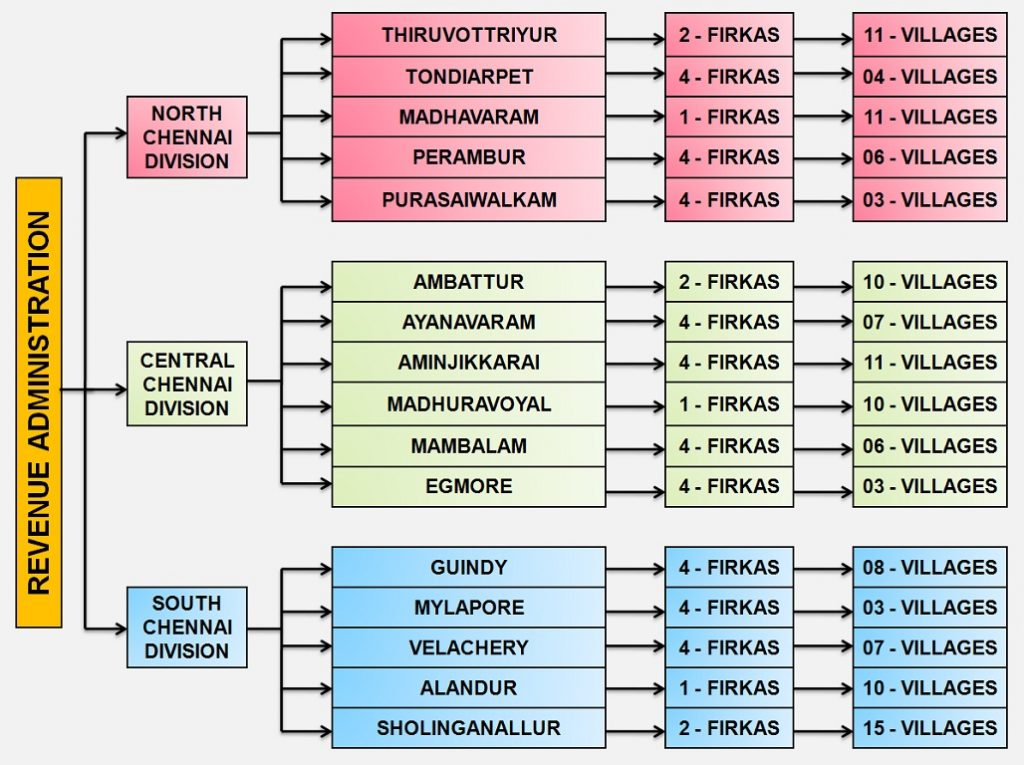 REVENUE ADMINISTRATION
NORTH
CHENNAI
DIVISION
THIRUVOTTRIYUR 2 - FIRKAS 11 - VILLAGES
TONDIARPET 4 - FIRKAS 04 - VILLAGES
MADHAVARAM 1 - FIRKAS 11 - VILLAGES
PERAMBUR 4 - FIRKAS 06 - VILLAGES
PURASAIWALKAM 4 - FIRKAS 03 - VILLAGES
CENTRAL
CHENNAI
DIVISION
AMBATTUR 2 - FIRKAS 10 - VILLAGES
AYANAVARAM 4 - FIRKAS 07 - VILLAGES
AMINJIKKARAI 4 - FIRKAS 11 - VILLAGES
MADHURAVOYAL 1 - FIRKAS 10 - VILLAGES
MAMBALAM 4 - FIRKAS 06 - VILLAGES
EGMORE 4 - FIRKAS 03 - VILLAGES
SOUTH
CHENNAI
DIVISION
GUINDY 4 - FIRKAS 08 - VILLAGES
MYLAPORE 4 - FIRKAS 03 - VILLAGES
VELACHERY 4 - FIRKAS 07 - VILLAGES
ALANDUR 1 - FIRKAS 10 - VILLAGES
SHOLINGANALLUR 2 - FIRKAS 15 - VILLAGES